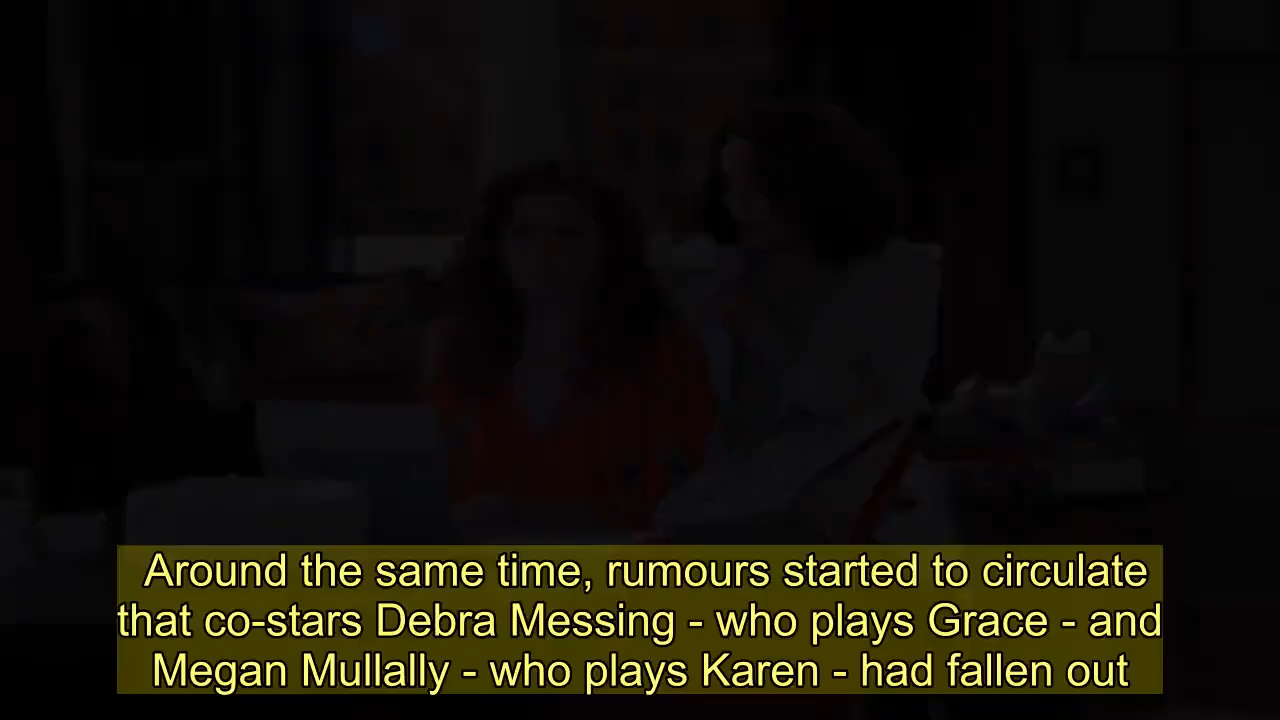 Around the same time, rumours started to circulate
that co-stars Debra Messing - who plays Grace - and
Megan Mullally - who plays Karen - had fallen out